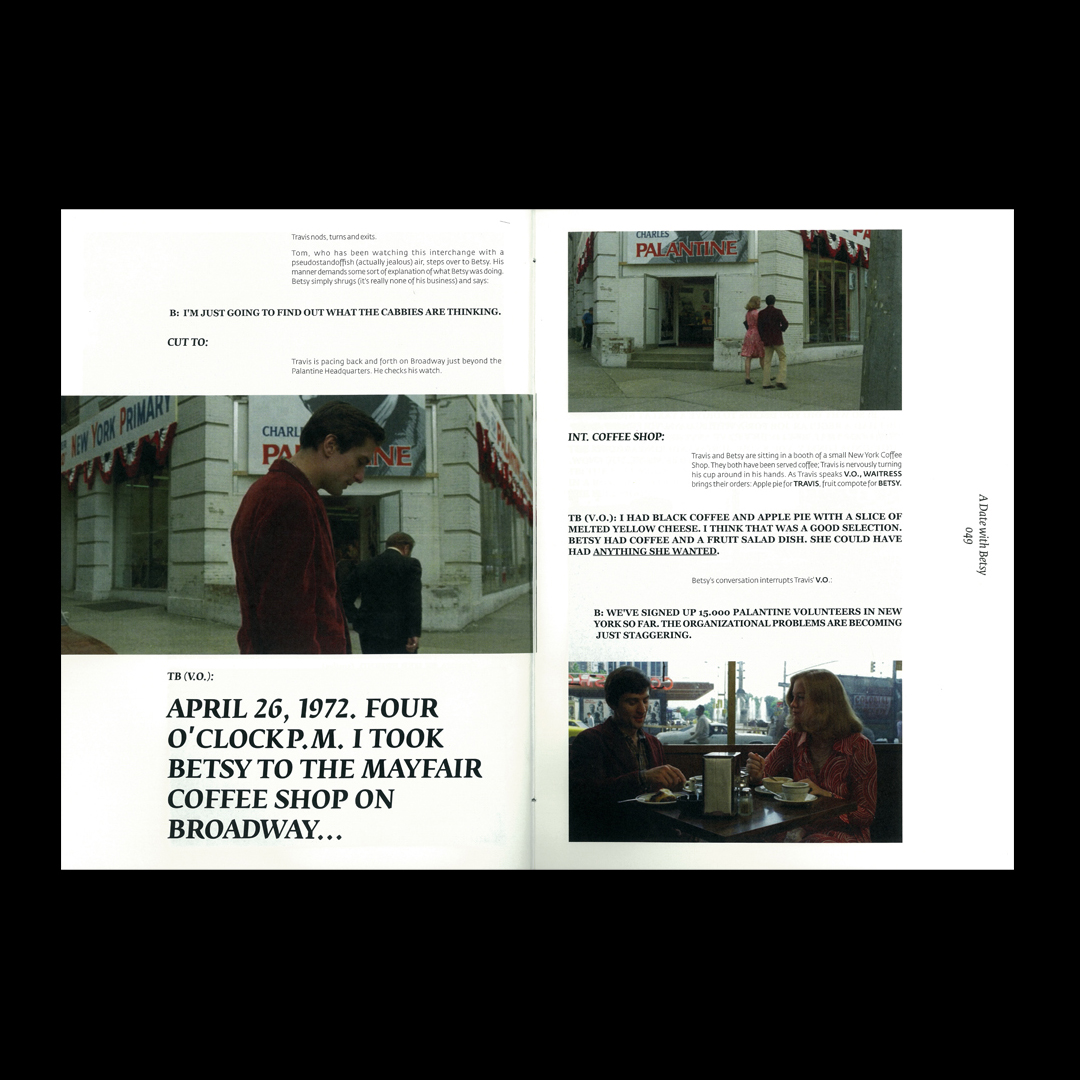 Travis nods, turns and exits.
Tom, who has been watching this interchange with a
pseudostandoffish (actually jealous) air, steps over to Betsy. His
manner demands some sort of explanation of what Betsy was doing.
Betsy simply shrugs (it's really none of his business) and says:
B: I'M JUST GOING TO FIND OUT WHAT THE CABBIES ARE THINKING.
CUT TO:
Travis is pacing back and forth on Broadway just beyond the
Palantine Headquarters. He checks his watch.
NEW YORK PRIMARY
CHARL
PA NTINE
TB (V.O.):
APRIL 26, 1972. FOUR
O'CLOCK P.M. I TOOK
BETSY TO THE MAYFAIR
COFFEE SHOP ON
BROADWAY...
CHARLES
PALANTINE
INT. COFFEE SHOP:
Travis and Betsy are sitting in a booth of a small New York Coffee
Shop. They both have been served coffee; Travis is nervously turning
his cup around in his hands. As Travis speaks V.O., WAITRESS
brings their orders: Apple pie for TRAVIS, fruit compote for BETSY.
TB (V.O.): I HAD BLACK COFFEE AND APPLE PIE WITH A SLICE OF
MELTED YELLOW CHEESE. I THINK THAT WAS A GOOD SELECTION.
BETSY HAD COFFEE AND A FRUIT SALAD DISH. SHE COULD HAVE
HAD ANYTHING SHE WANTED.
Betsy's conversation interrupts Travis' V.O.:
B: WE'VE SIGNED UP 15.000 PALANTINE VOLUNTEERS IN NEW
YORK SO FAR. THE ORGANIZATIONAL PROBLEMS ARE BECOMING
JUST STAGGERING.
A Date with Betsy
049